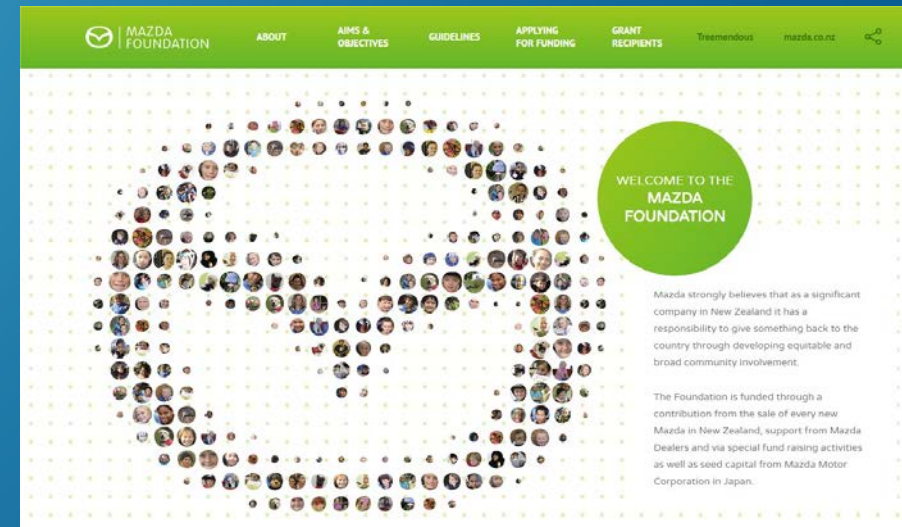 MAZDA
FOUNDATION
ABOUT
AIMS &
OBJECTIVES
GUIDELINES
APPLYING
FOR FUNDING
GRANT
RECIPIENTS
Treemendous
mazda.co.nz
WELCOME TO THE
MAZDA
FOUNDATION
Mazda strongly believes that as a significant
company in New Zealand it has a
responsibility to give something back to the
country through developing equitable and
broad community involvement.
The Foundation is funded through a
contribution from the sale of every new
Mazda in New Zealand, support from Mazda
Dealers and via special fund raising activities
as well as seed capital from Mazda Motor
Corporation in Japan.